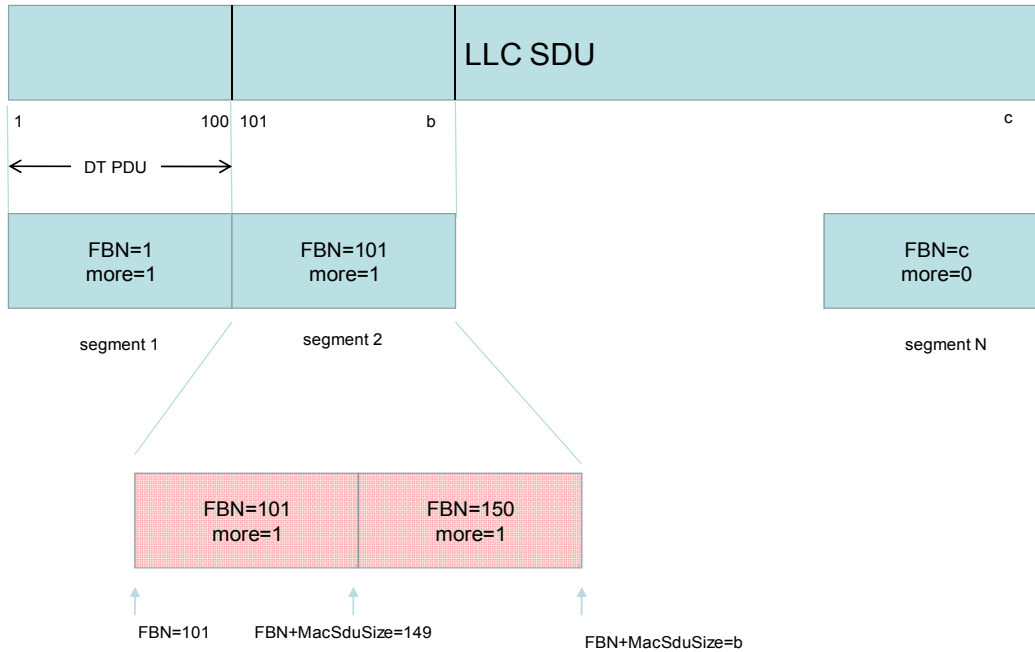 LLC SDU
1
100
101
b
c
DT PDU
FBN=1
more=1
FBN=101
more=1
FBN=c
more=0
segment 1
segment 2
segment N
FBN=101
more=1
FBN=150
more=1
FBN=101
FBN+MacSduSize=149
FBN+MacSduSize=b